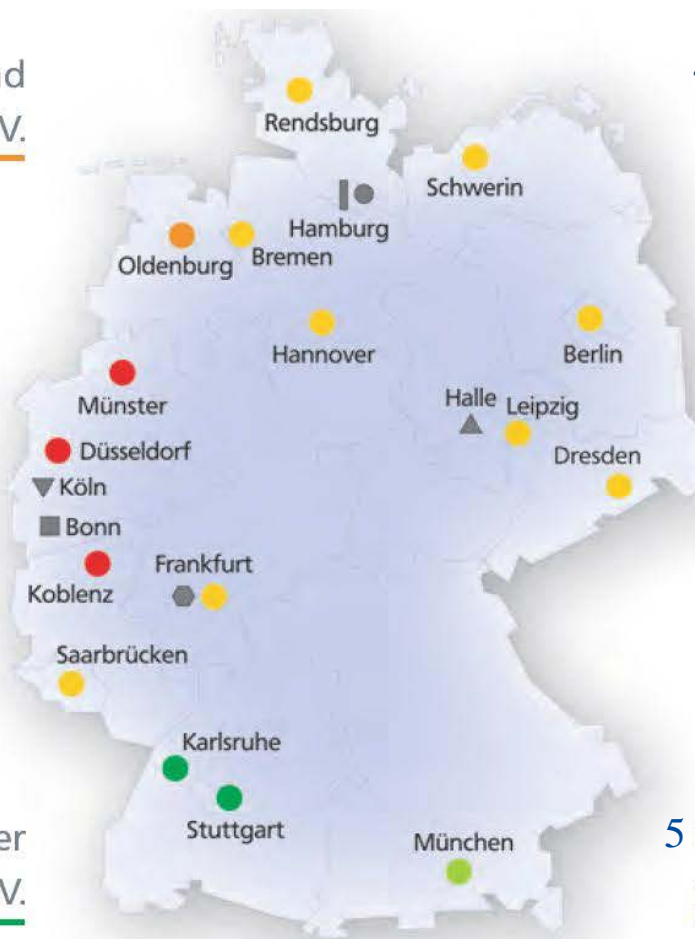 nd
V.
Rendsburg
Schwerin
Hamburg
Oldenburg
Bremen
Hannover
Berlin
Münster
Halle
Leipzig
Düsseldorf
Dresden
Köln
Bonn
Frankfurt
Koblenz
Saarbrücken
Karlsruhe
Stuttgart
München
er
V.
5